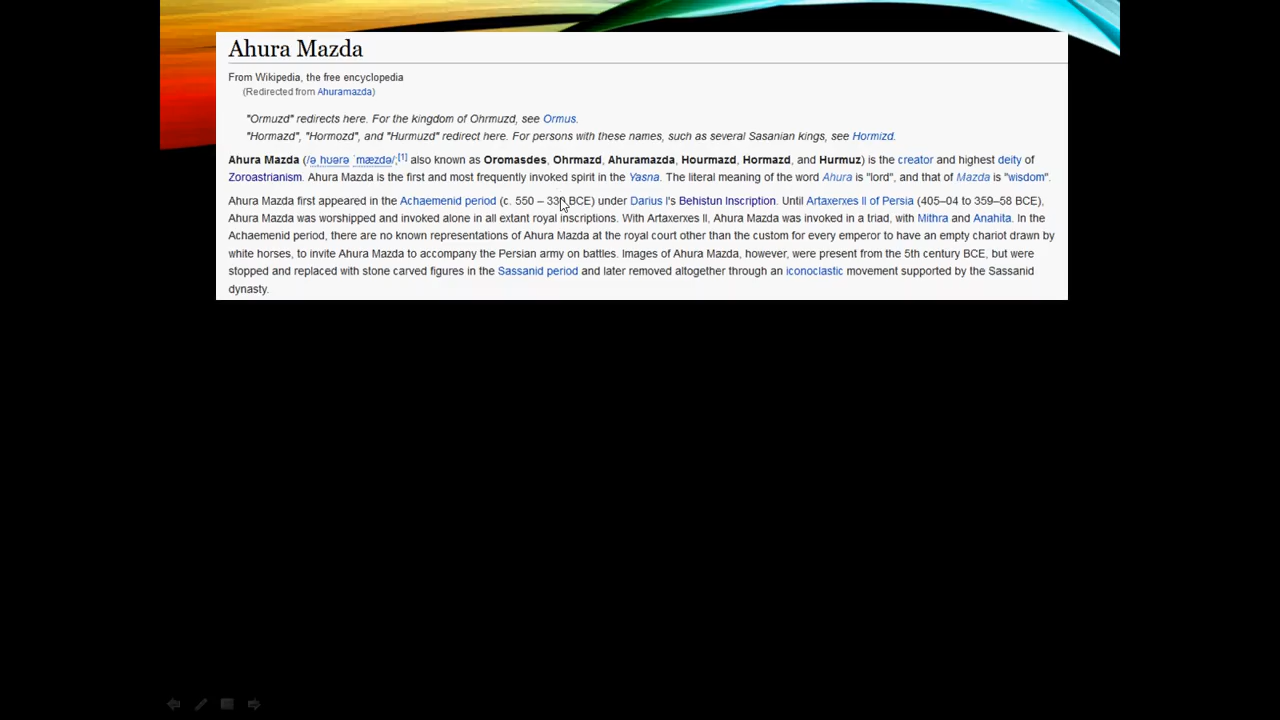 Ahura Mazda
From Wikipedia, the free encyclopedia
(Redirected from Ahuramazda)
"Ormuzd" redirects here. For the kingdom of Ohrmuzd, see Ormus.
"Hormazd", "Hormozd", and "Hurmuzd" redirect here. For persons with these names, such as several Sasanian kings, see Hormizd.
Ahura Mazda (/əˌhʊərə ˈmæzdə/;[1] also known as Oromasdes, Ohrmazd, Ahuramazda, Hourmazd, Hormazd, and Hurmuz) is the creator and highest deity of
Zoroastrianism. Ahura Mazda is the first and most frequently invoked spirit in the Yasna. The literal meaning of the word Ahura is "lord", and that of Mazda is "wisdom".
Ahura Mazda first appeared in the Achaemenid period (c. 550 – 330 BCE) under Darius I's Behistun Inscription. Until Artaxerxes II of Persia (405–04 to 359–58 BCE),
Ahura Mazda was worshipped and invoked alone in all extant royal inscriptions. With Artaxerxes II, Ahura Mazda was invoked in a triad, with Mithra and Anahita. In the
Achaemenid period, there are no known representations of Ahura Mazda at the royal court other than the custom for every emperor to have an empty chariot drawn by
white horses, to invite Ahura Mazda to accompany the Persian army on battles. Images of Ahura Mazda, however, were present from the 5th century BCE, but were
stopped and replaced with stone carved figures in the Sassanid period and later removed altogether through an iconoclastic movement supported by the Sassanid
dynasty.